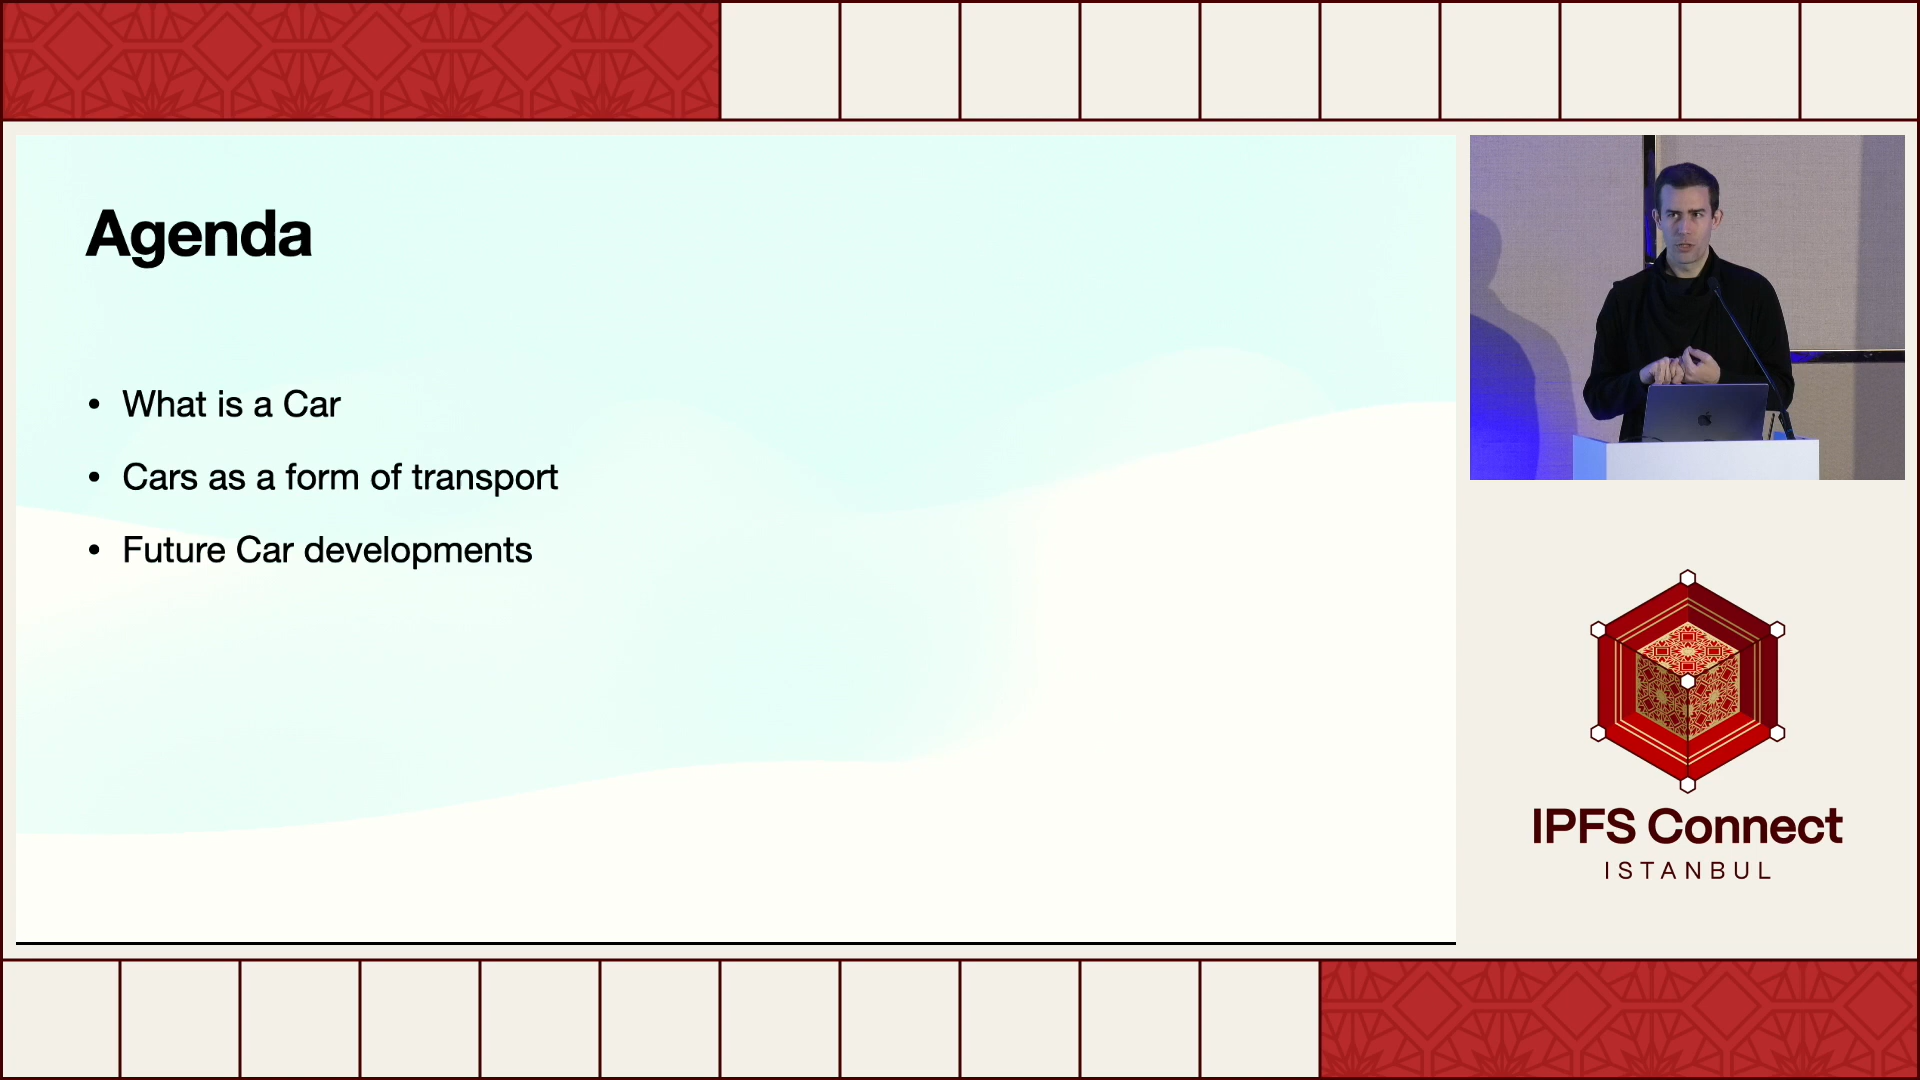 Agenda
• What is a Car
• Cars as a form of transport
• Future Car developments
IPFS Connect
ISTANBUL